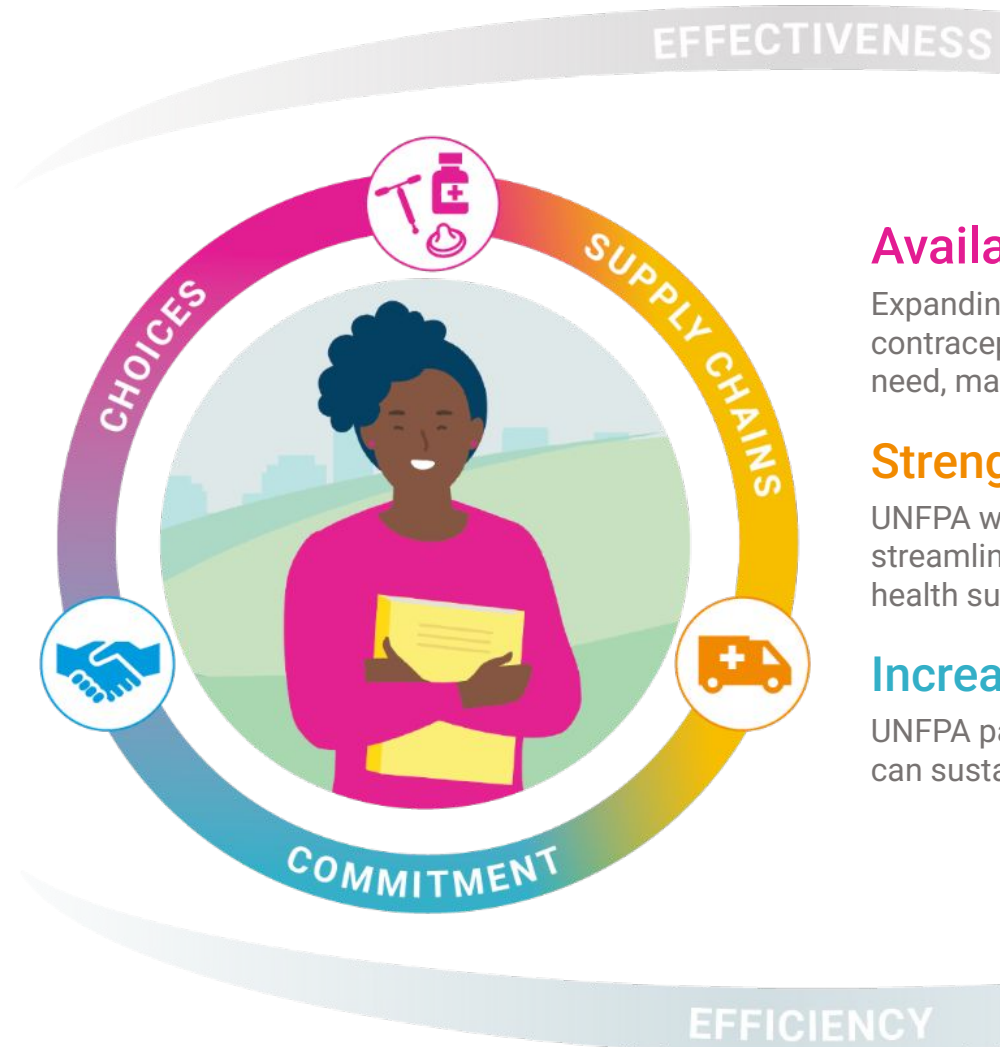 EFFECTIVENESS
CHOICES
SUPPLY CHAINS
COMMITMENT
Availa
Expandin
contracep
need, ma
Streng
UNFPA w
streamlin
health su
Increa
UNFPA pa
can susta
EFFICIENCY